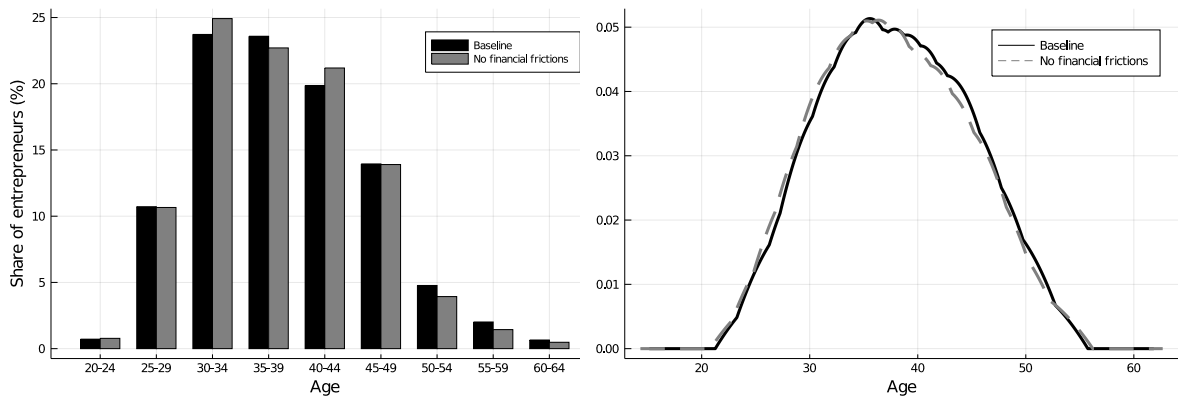 25
20
15
10
5
0
Share of entrepreneurs (%)
Baseline
No financial frictions
20-24 25-29 30-34 35-39 40-44 45-49 50-54 55-59 60-64
Age
0.05
0.04
0.03
0.02
0.01
0.00
Baseline
No financial frictions
20 30 40 50 60
Age